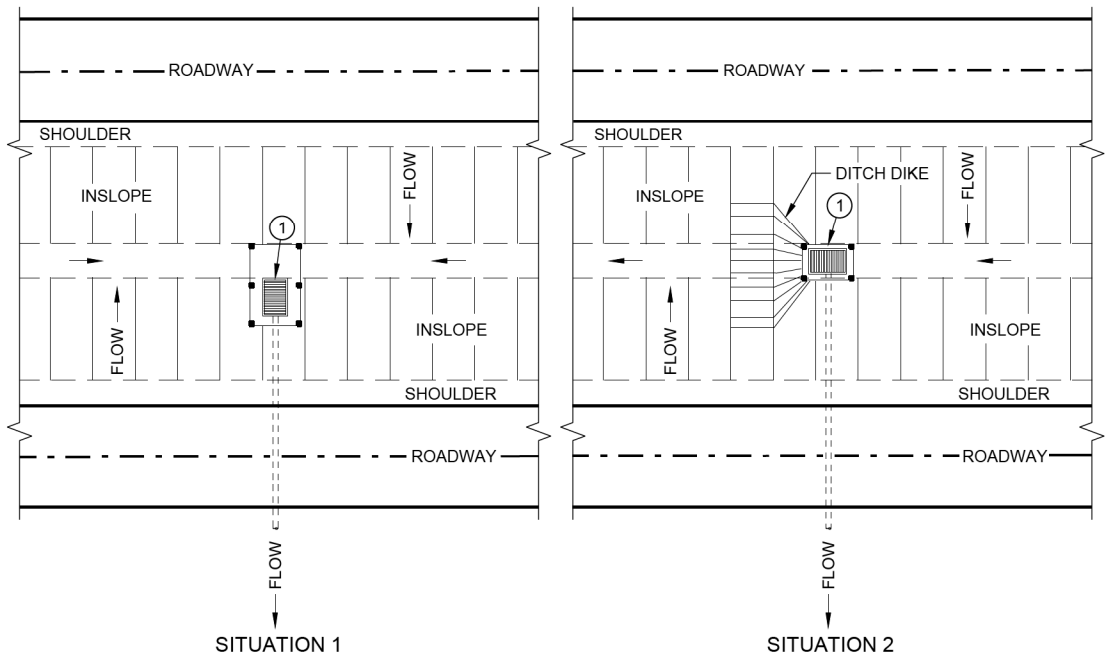 ROADWAY
SHOULDER
INSLOPE
FLOW
1
FLOW
INSLOPE
SHOULDER
ROADWAY
FLOW
SITUATION 1
ROADWAY
SHOULDER
DITCH DIKE
INSLOPE
FLOW
1
FLOW
INSLOPE
SHOULDER
ROADWAY
FLOW
SITUATION 2